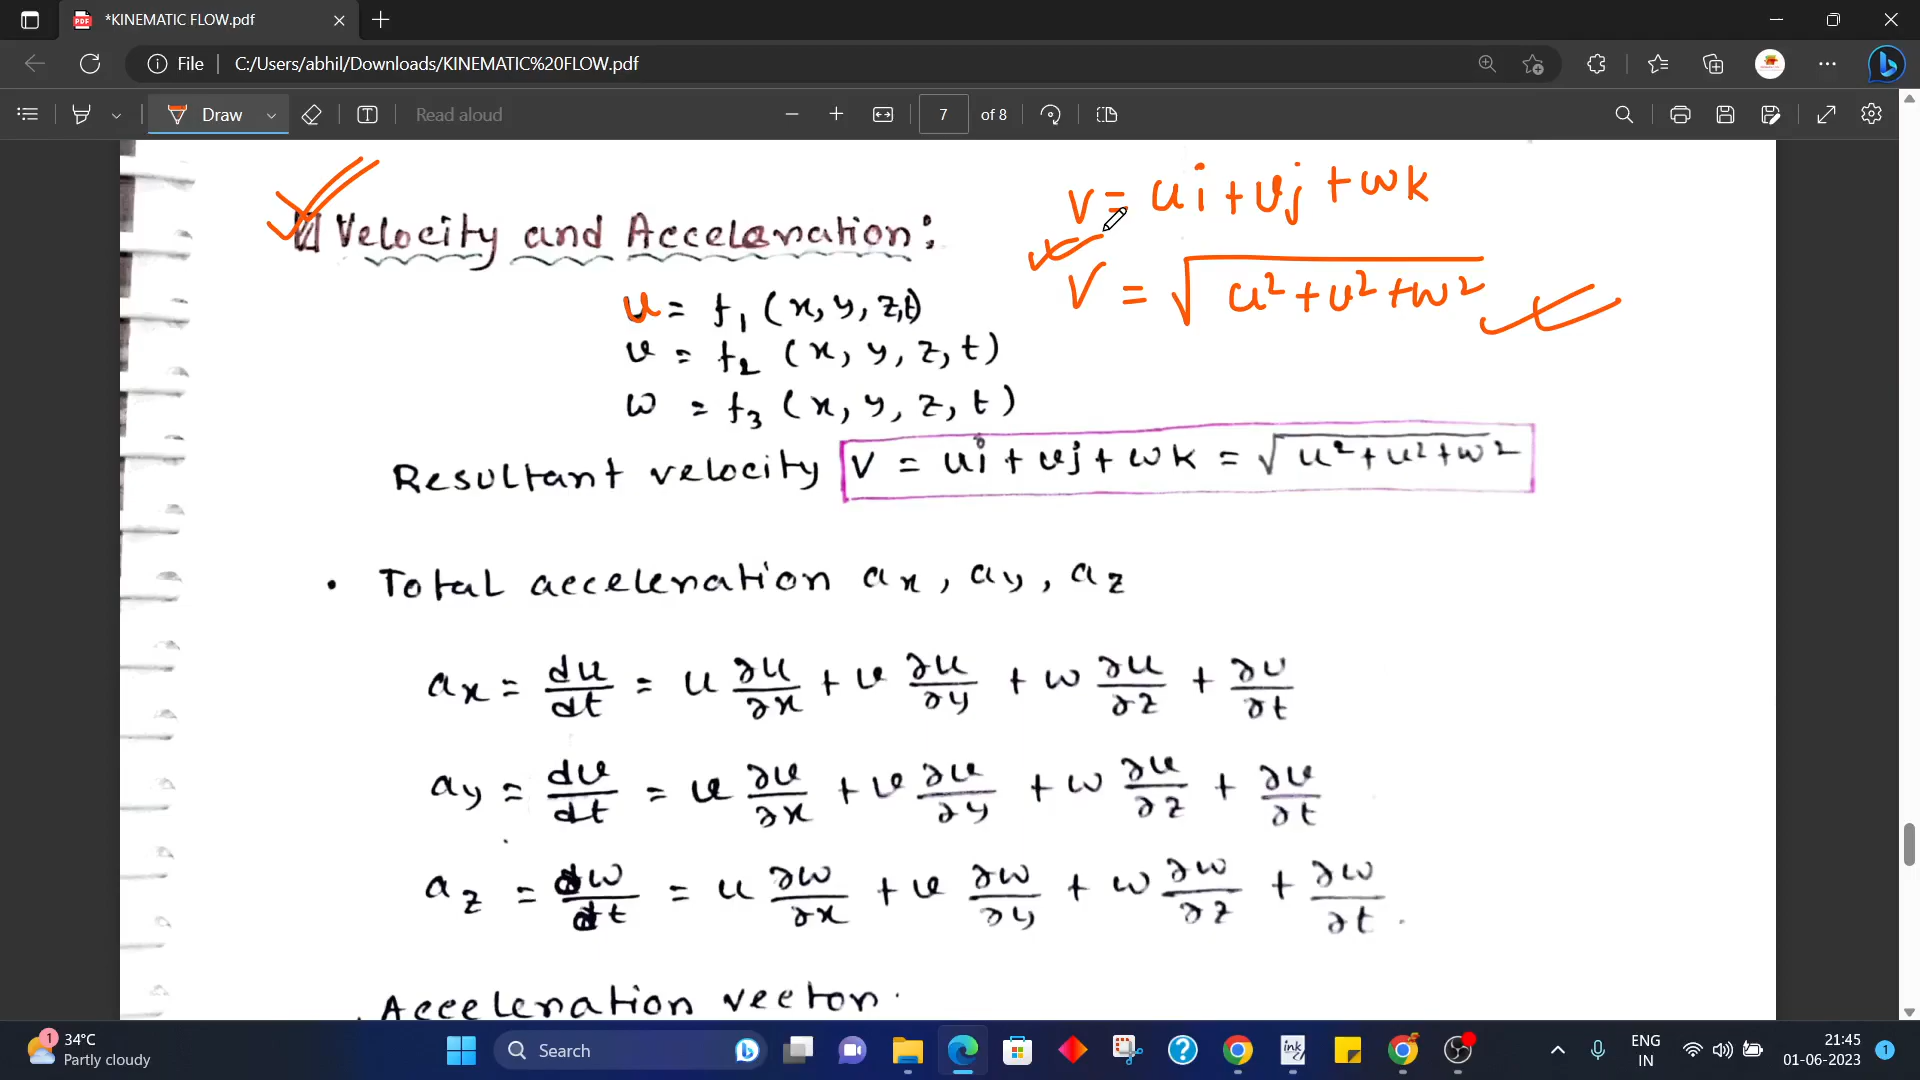 *KINEMATIC FLOW.pdf
File C:/Users/abhil/Downloads/KINEMATIC%20FLOW.pdf
Draw Read aloud 7 of 8
V = ui + vj + wk
Velocity and Acceleration:
V = √u² + v² + w²
u = f₁ (x, y, z, t)
v = f₂ (x, y, z, t)
w = f₃ (x, y, z, t)
Resultant velocity V = ui + vj + wk = √u² + v² + w²
• Total acceleration ax, ay, az
ax = du/dt = u ∂u/∂x + v ∂u/∂y + w ∂u/∂z + ∂u/∂t
ay = dv/dt = u ∂v/∂x + v ∂v/∂y + w ∂v/∂z + ∂v/∂t
az = dw/dt = u ∂w/∂x + v ∂w/∂y + w ∂w/∂z + ∂w/∂t .
. Acceleration vector.
1 34°C
Partly cloudy
Search
ink
ENG
IN
21:45
01-06-2023
1